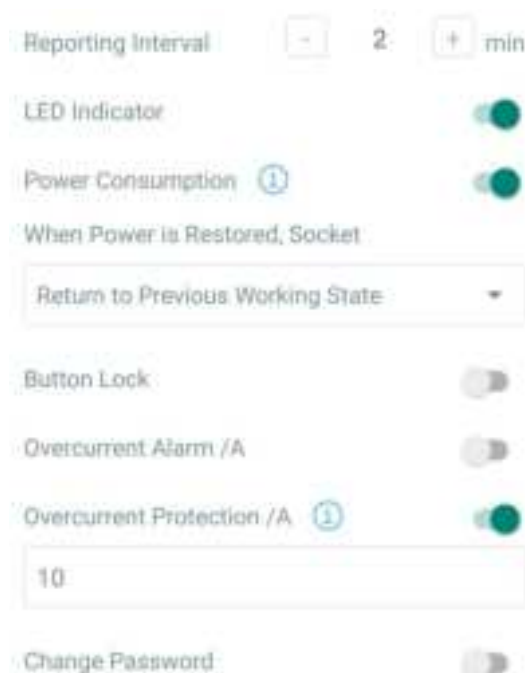 Reporting Interval - 2 + min
LED Indicator
Power Consumption i
When Power is Restored, Socket
Return to Previous Working State
Button Lock
Overcurrent Alarm /A
Overcurrent Protection /A i
10
Change Password